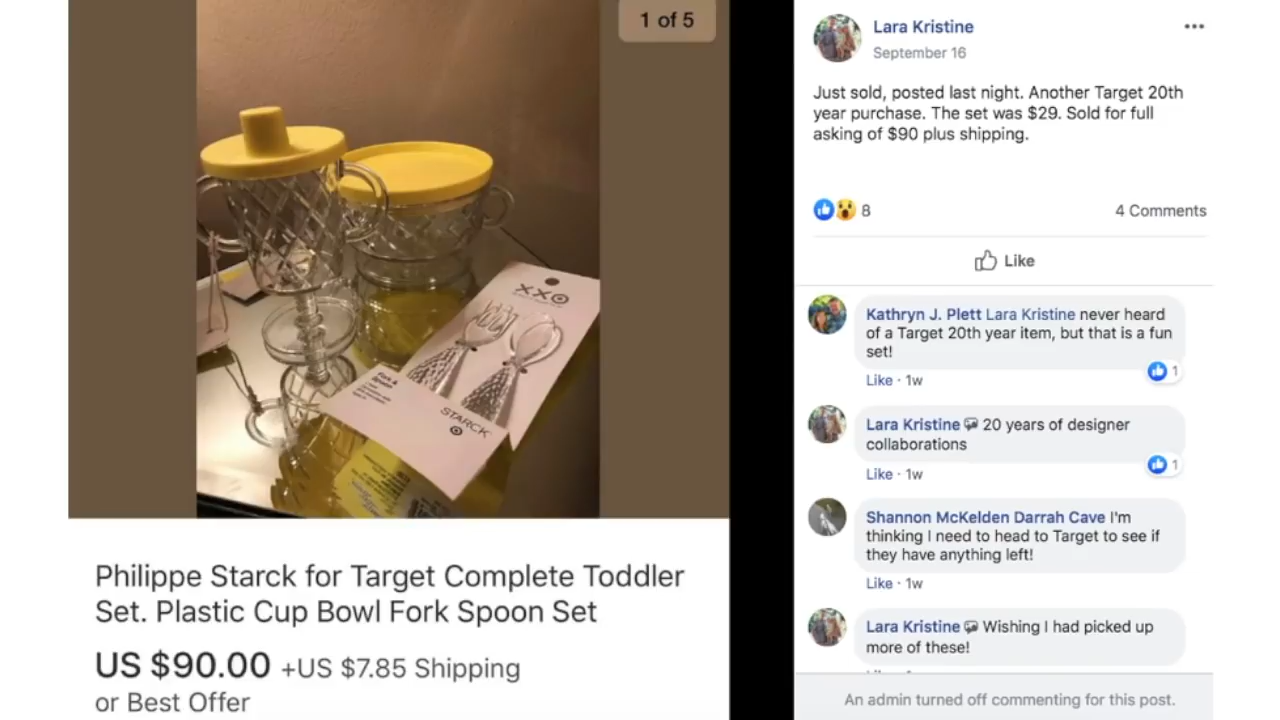 1 of 5
XXO
Fork &
Spoon
STARCK
Philippe Starck for Target Complete Toddler
Set. Plastic Cup Bowl Fork Spoon Set
US $90.00 +US $7.85 Shipping
or Best Offer
Lara Kristine
September 16
Just sold, posted last night. Another Target 20th
year purchase. The set was $29. Sold for full
asking of $90 plus shipping.
8
4 Comments
Like
Kathryn J. Plett Lara Kristine never heard
of a Target 20th year item, but that is a fun
set!
1
Like · 1w
Lara Kristine 20 years of designer
collaborations
1
Like · 1w
Shannon McKelden Darrah Cave I'm
thinking I need to head to Target to see if
they have anything left!
Like · 1w
Lara Kristine Wishing I had picked up
more of these!
An admin turned off commenting for this post.